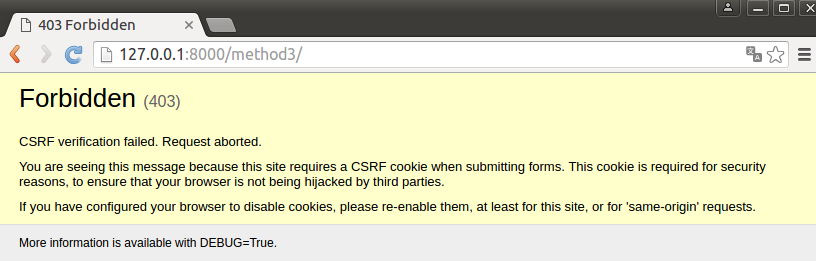 403 Forbidden
127.0.0.1:8000/method3/
Forbidden (403)
CSRF verification failed. Request aborted.
You are seeing this message because this site requires a CSRF cookie when submitting forms. This cookie is required for security
reasons, to ensure that your browser is not being hijacked by third parties.
If you have configured your browser to disable cookies, please re-enable them, at least for this site, or for 'same-origin' requests.
More information is available with DEBUG=True.